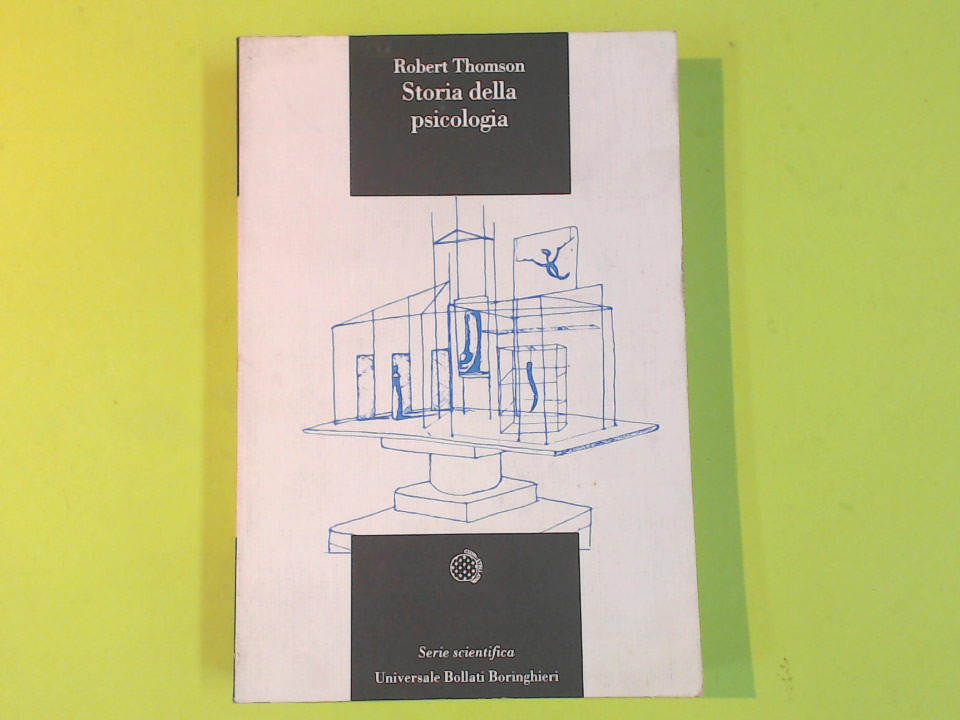 Robert Thomson
Storia della
psicologia
Serie scientifica
Universale Bollati Boringhieri